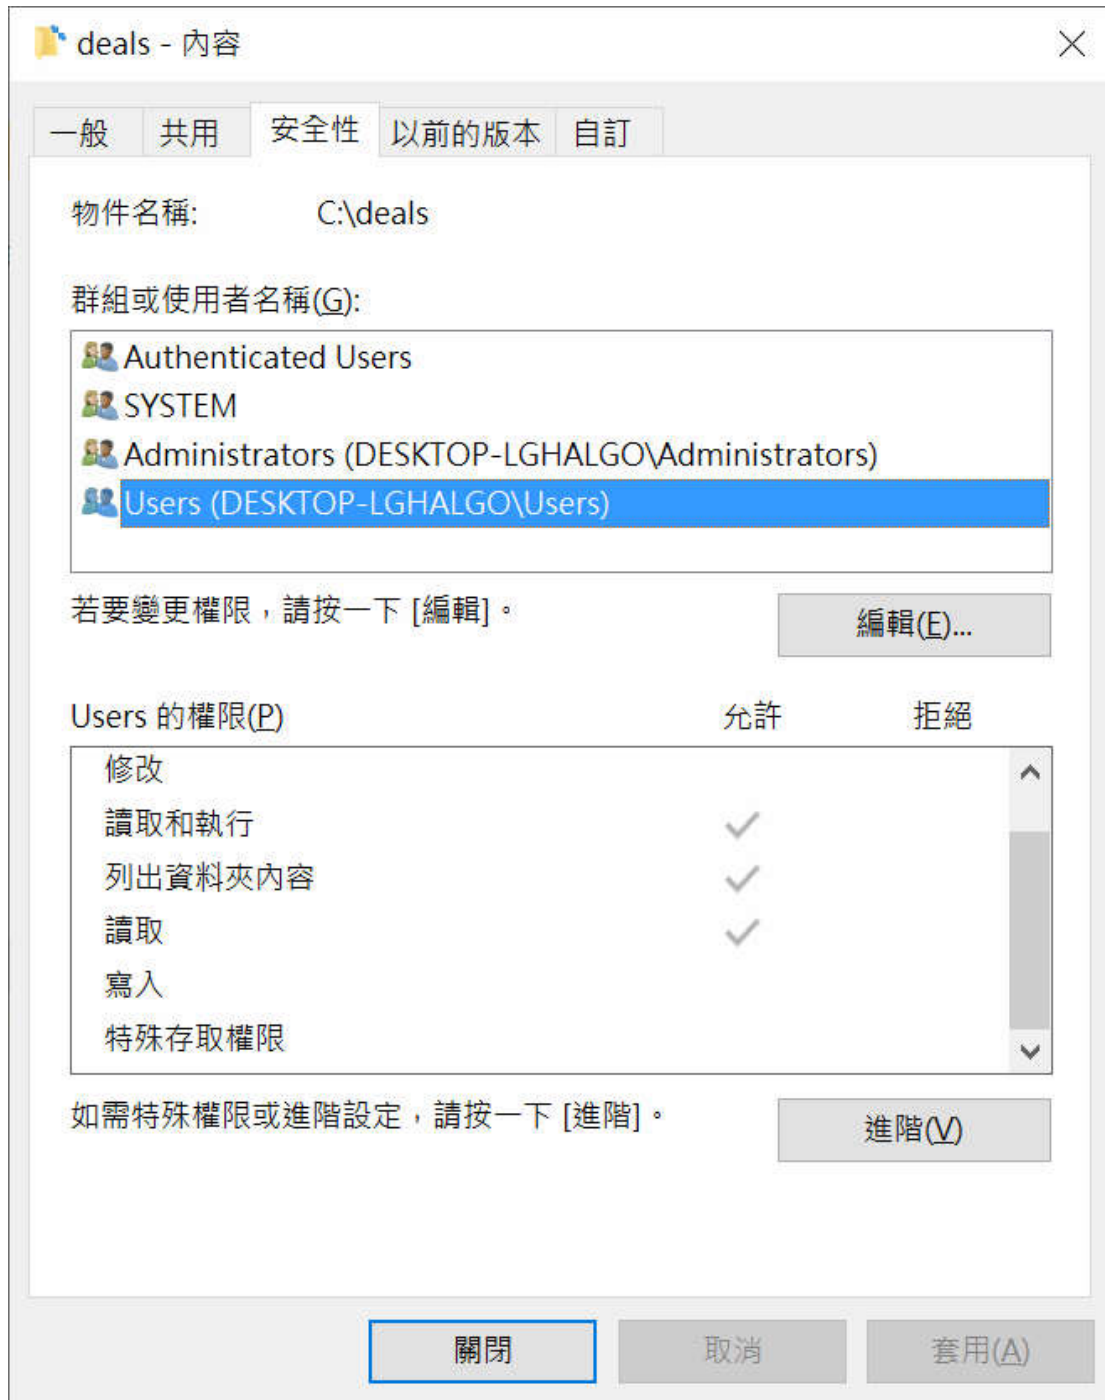 deals - 內容
一般 共用 安全性 以前的版本 自訂
物件名稱: C:\deals
群組或使用者名稱(G):
Authenticated Users
SYSTEM
Administrators (DESKTOP-LGHALGO\Administrators)
Users (DESKTOP-LGHALGO\Users)
若要變更權限，請按一下 [編輯]。
編輯(E)...
Users 的權限(P) 允許 拒絕
修改
讀取和執行
列出資料夾內容
讀取
寫入
特殊存取權限
如需特殊權限或進階設定，請按一下 [進階]。
進階(V)
關閉 取消 套用(A)